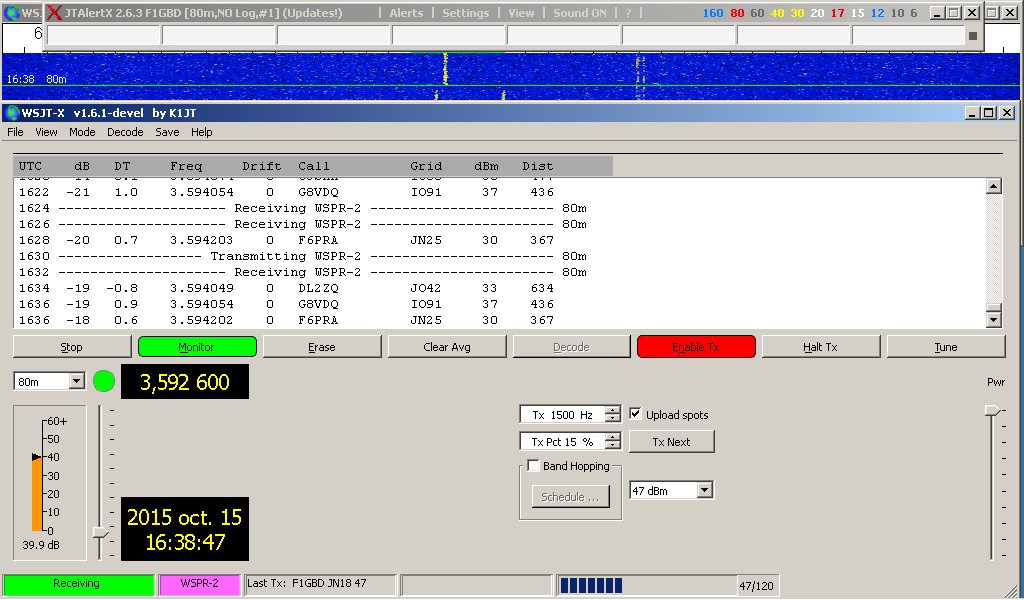 WS JTAlertX 2.6.3 F1GBD [80m,NO Log,#1] (Updates!) | Alerts | Settings | View | Sound ON | ? | 160 80 60 40 30 20 17 15 12 10 6
6
16:38 80m
WSJT-X v1.6.1-devel by K1JT
File View Mode Decode Save Help
UTC dB DT Freq Drift Call Grid dBm Dist
1622 -21 1.0 3.594054 0 G8VDQ IO91 37 436
1624 ---------------------- Receiving WSPR-2 ------------------------ 80m
1626 ---------------------- Receiving WSPR-2 ------------------------ 80m
1628 -20 0.7 3.594203 0 F6PRA JN25 30 367
1630 ------------------- Transmitting WSPR-2 ------------------------ 80m
1632 ---------------------- Receiving WSPR-2 ------------------------ 80m
1634 -19 -0.8 3.594049 0 DL2ZQ JO42 33 634
1636 -19 0.9 3.594054 0 G8VDQ IO91 37 436
1636 -18 0.6 3.594202 0 F6PRA JN25 30 367
Stop Monitor Erase Clear Avg Decode Enable Tx Halt Tx Tune
80m 3,592 600 Pwr
Tx 1500 Hz Upload spots
Tx Pct 15 % Tx Next
Band Hopping
Schedule ... 47 dBm
60+
50
40
30
20
10
0
39.9 dB
2015 oct. 15
16:38:47
Receiving WSPR-2 Last Tx: F1GBD JN18 47 47/120